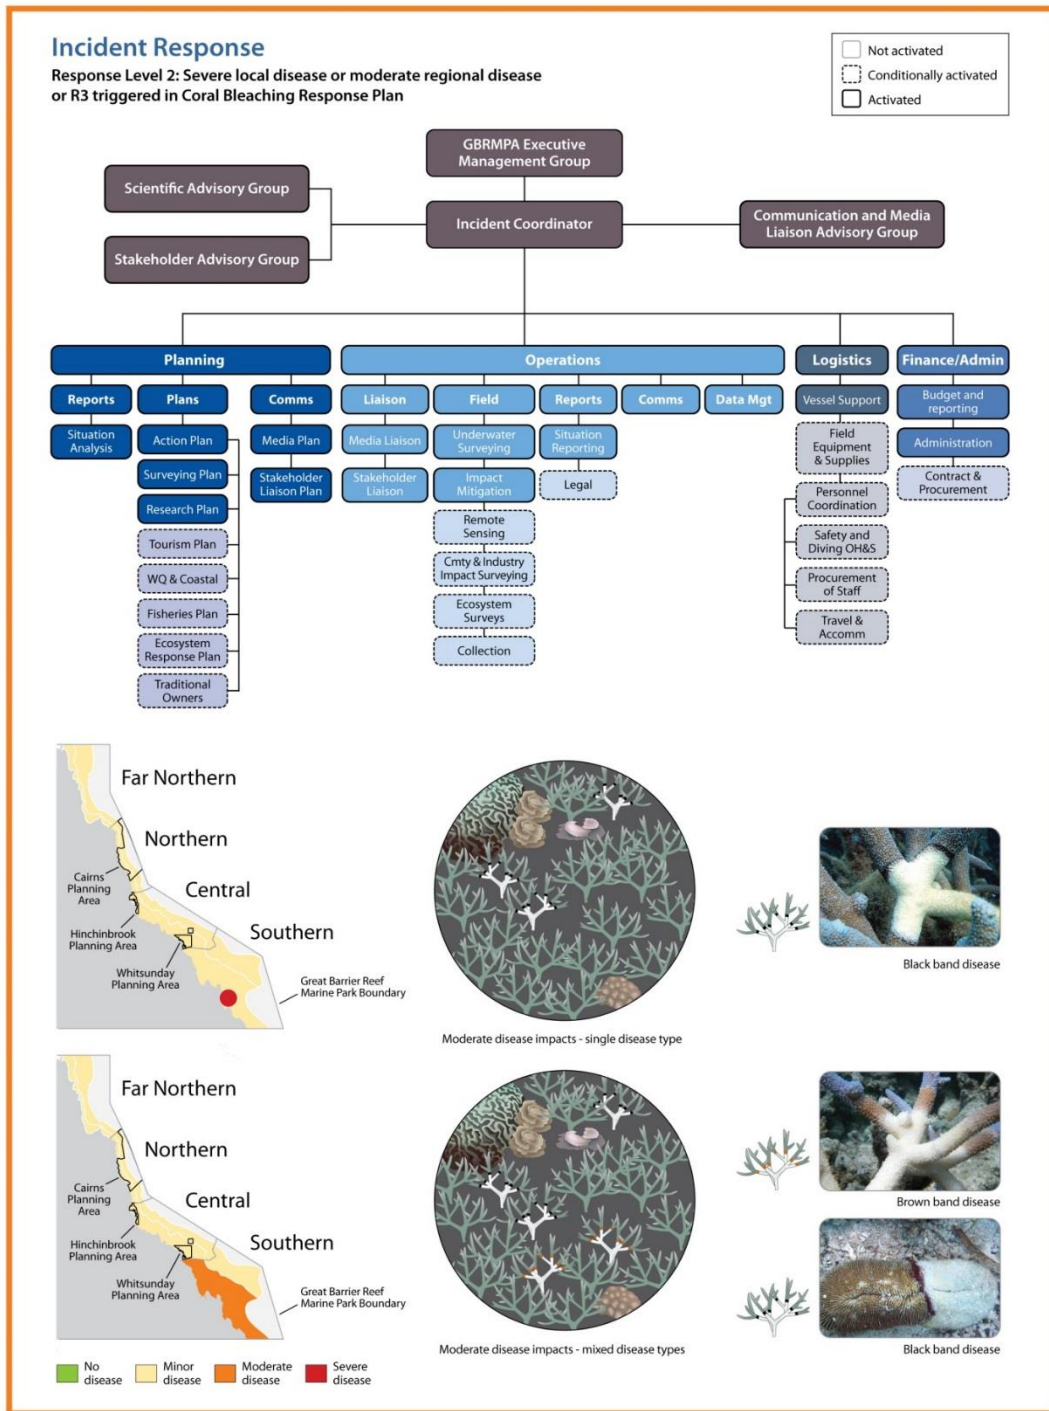 Incident Response
Response Level 2: Severe local disease or moderate regional disease
or R3 triggered in Coral Bleaching Response Plan
Not activated
Conditionally activated
Activated
GBRMPA Executive
Management Group
Scientific Advisory Group
Incident Coordinator
Communication and Media
Liaison Advisory Group
Stakeholder Advisory Group
Planning
Reports
Situation
Analysis
Plans
Action Plan
Surveying Plan
Research Plan
Tourism Plan
WQ & Coastal
Fisheries Plan
Ecosystem
Response Plan
Traditional
Owners
Comms
Media Plan
Stakeholder
Liaison Plan
Operations
Liaison
Media Liaison
Stakeholder
Liaison
Field
Underwater
Surveying
Impact
Mitigation
Remote
Sensing
Cmty & Industry
Impact Surveying
Ecosystem
Surveys
Collection
Reports
Situation
Reporting
Legal
Comms
Data Mgt
Logistics
Vessel Support
Field
Equipment
& Supplies
Personnel
Coordination
Safety and
Diving OH&S
Procurement
of Staff
Travel &
Accomm
Finance/Admin
Budget and
reporting
Administration
Contract &
Procurement
Far Northern
Northern
Cairns
Planning
Area
Central
Hinchinbrook
Planning Area
Southern
Whitsunday
Planning Area
Great Barrier Reef
Marine Park Boundary
Moderate disease impacts - single disease type
Black band disease
Far Northern
Northern
Cairns
Planning
Area
Central
Hinchinbrook
Planning Area
Southern
Whitsunday
Planning Area
Great Barrier Reef
Marine Park Boundary
Moderate disease impacts - mixed disease types
Brown band disease
Black band disease
No
disease
Minor
disease
Moderate
disease
Severe
disease